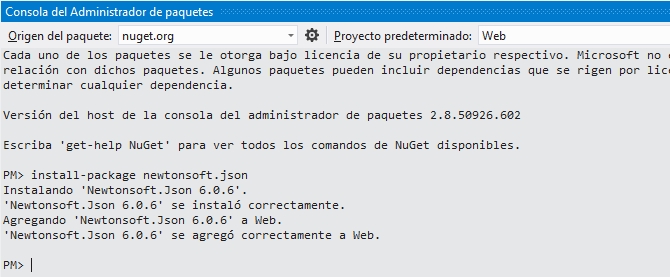 Consola del Administrador de paquetes
Origen del paquete: nuget.org Proyecto predeterminado: Web
Cada uno de los paquetes se le otorga bajo licencia de su propietario respectivo. Microsoft no
relación con dichos paquetes. Algunos paquetes pueden incluir dependencias que se rigen por
determinar cualquier dependencia.
Versión del host de la consola del administrador de paquetes 2.8.50926.602
Escriba 'get-help NuGet' para ver todos los comandos de NuGet disponibles.
PM> install-package newtonsoft.json
Instalando 'Newtonsoft.Json 6.0.6'.
'Newtonsoft.Json 6.0.6' se instaló correctamente.
Agregando 'Newtonsoft.Json 6.0.6' a Web.
'Newtonsoft.Json 6.0.6' se agregó correctamente a Web.
PM>